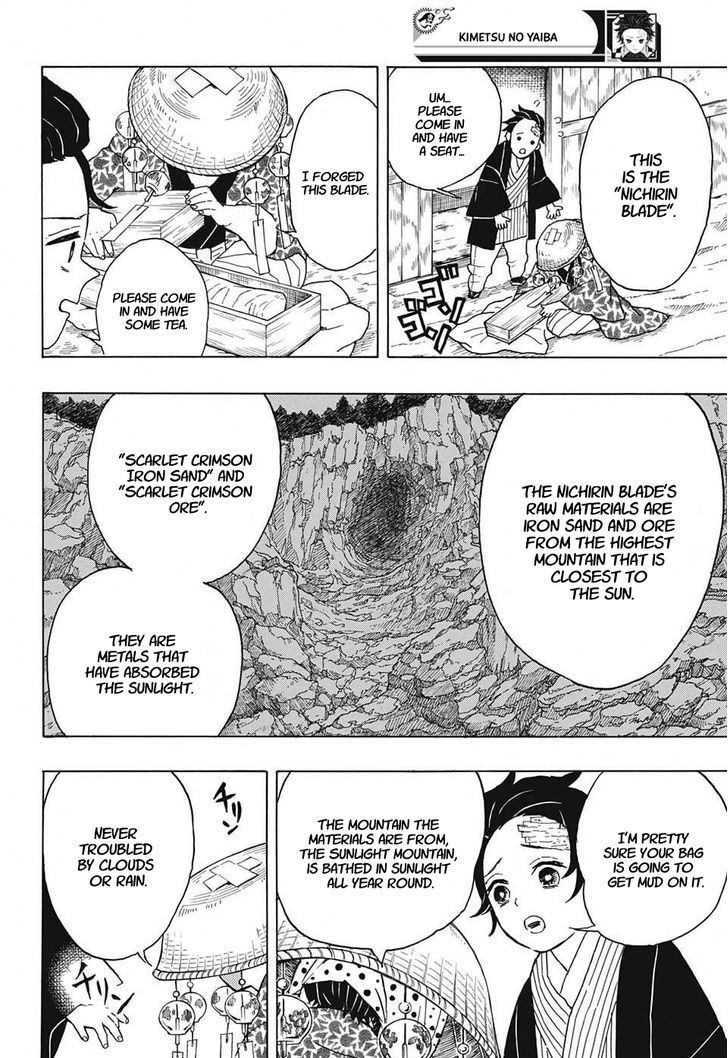 KIMETSU NO YAIBA
THIS
IS THE
"NICHIRIN
BLADE".
UM...
PLEASE
COME IN
AND HAVE
A SEAT...
ゴソ
ゴソ
I FORGED
THIS BLADE.
PLEASE COME
IN AND HAVE
SOME TEA.
THE NICHIRIN BLADE'S
RAW MATERIALS ARE
IRON SAND AND ORE
FROM THE HIGHEST
MOUNTAIN THAT IS
CLOSEST TO
THE SUN.
"SCARLET CRIMSON
IRON SAND" AND
"SCARLET CRIMSON
ORE".
THEY ARE
METALS THAT
HAVE ABSORBED
THE SUNLIGHT.
I'M PRETTY
SURE YOUR BAG
IS GOING TO
GET MUD ON IT.
THE MOUNTAIN THE
MATERIALS ARE FROM,
THE SUNLIGHT MOUNTAIN,
IS BATHED IN SUNLIGHT
ALL YEAR ROUND.
チリン
NEVER
TROUBLED
BY CLOUDS
OR RAIN.
チリン